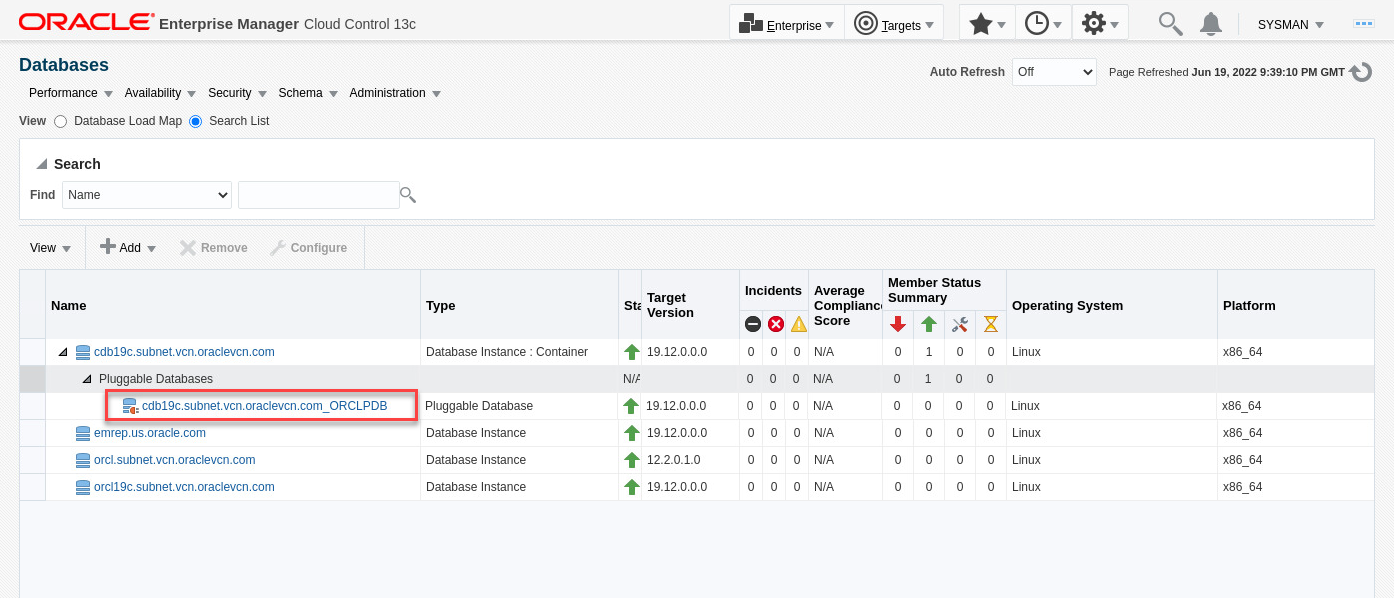 ORACLE Enterprise Manager Cloud Control 13c Enterprise Targets SYSMAN
Databases
Auto Refresh Off Page Refreshed Jun 19, 2022 9:39:10 PM GMT
Performance Availability Security Schema Administration
View Database Load Map Search List
Search
Find Name
View Add Remove Configure
Name Type Sta Target Version Incidents Average Compliance Score Member Status Summary Operating System Platform
cdb19c.subnet.vcn.oraclevcn.com Database Instance : Container 19.12.0.0.0 0 0 0 N/A 0 1 0 0 Linux x86_64
Pluggable Databases N/A 0 0 0 N/A 0 1 0 0
cdb19c.subnet.vcn.oraclevcn.com_ORCLPDB Pluggable Database 19.12.0.0.0 0 0 0 N/A 0 0 0 0 Linux x86_64
emrep.us.oracle.com Database Instance 19.12.0.0.0 0 0 0 N/A 0 0 0 0 Linux x86_64
orcl.subnet.vcn.oraclevcn.com Database Instance 12.2.0.1.0 0 0 0 N/A 0 0 0 0 Linux x86_64
orcl19c.subnet.vcn.oraclevcn.com Database Instance 19.12.0.0.0 0 0 0 N/A 0 0 0 0 Linux x86_64